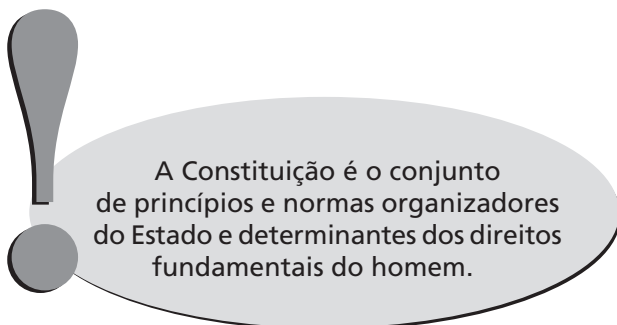 A Constituição é o conjunto
de princípios e normas organizadores
do Estado e determinantes dos direitos
fundamentais do homem.